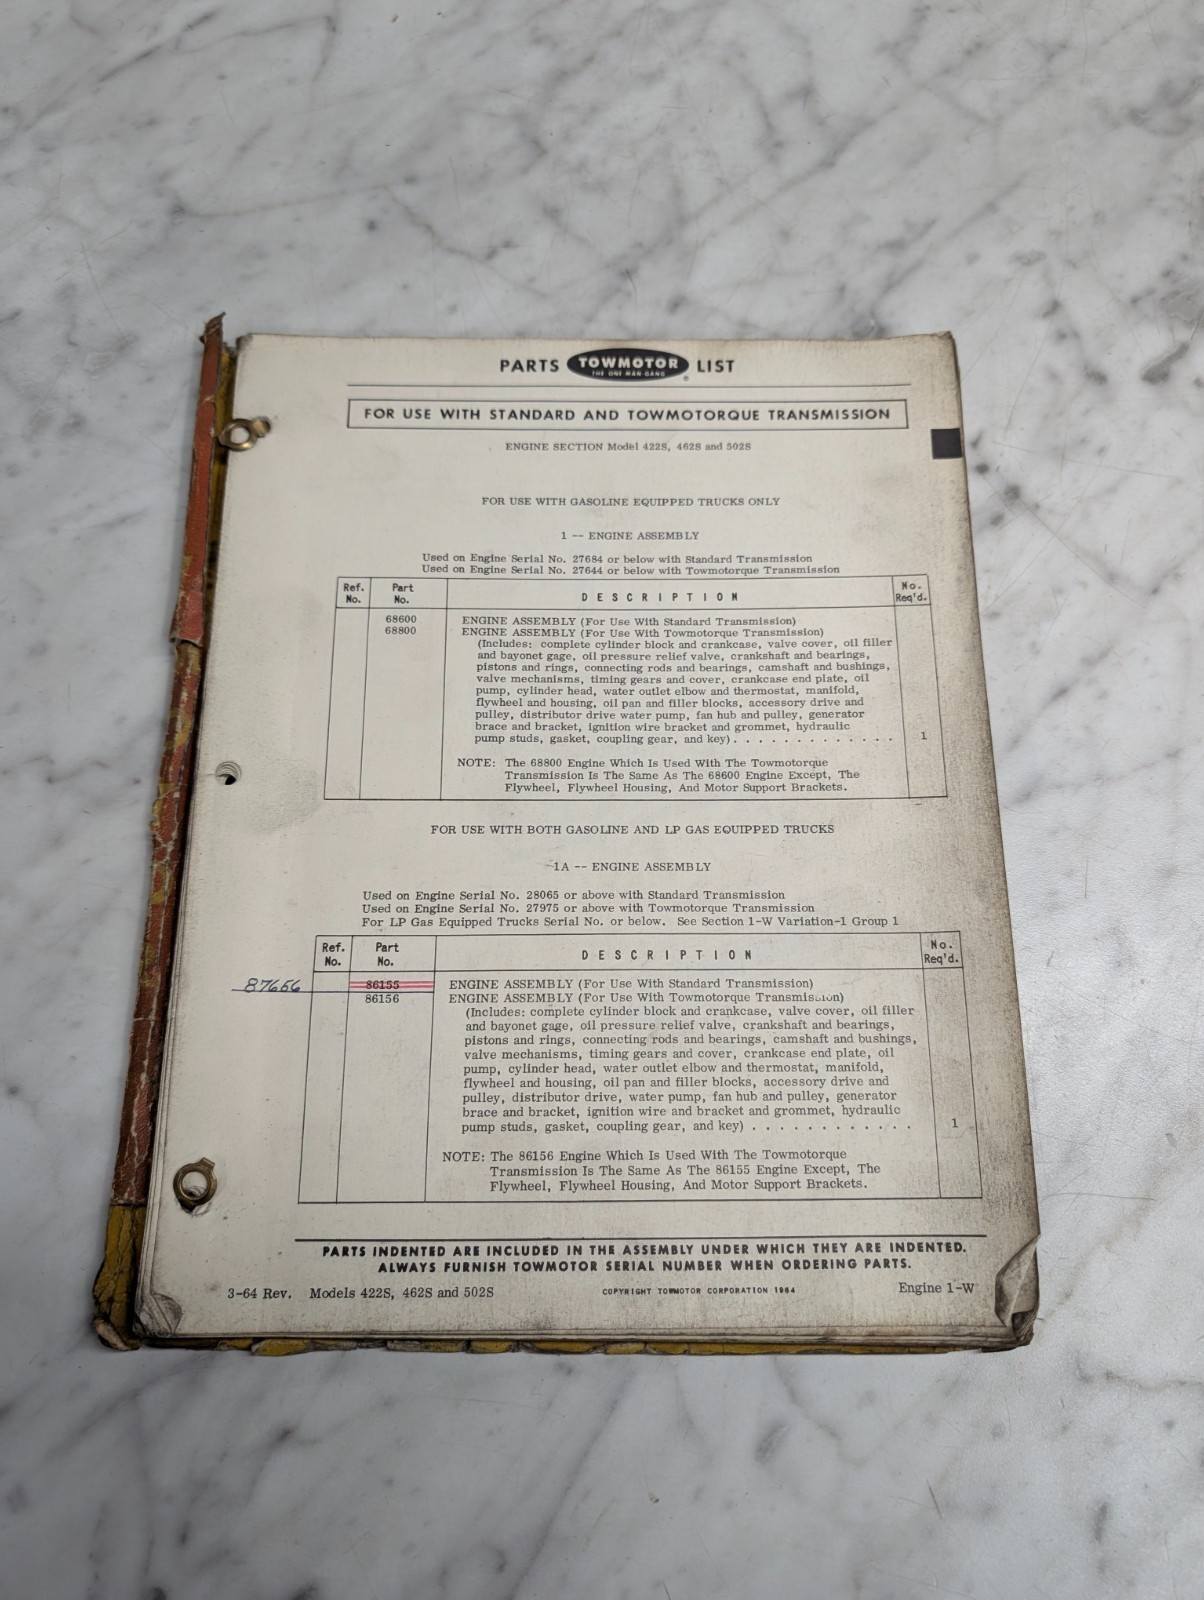 PARTS TOWMOTOR LIST
THE ONE MAN GANG
FOR USE WITH STANDARD AND TOWMOTORQUE TRANSMISSION
ENGINE SECTION Model 422S, 462S and 502S
FOR USE WITH GASOLINE EQUIPPED TRUCKS ONLY
1 -- ENGINE ASSEMBLY
Used on Engine Serial No. 27684 or below with Standard Transmission
Used on Engine Serial No. 27644 or below with Towmotorque Transmission
Ref. No. Part No. DESCRIPTION No. Req'd.
68600 ENGINE ASSEMBLY (For Use With Standard Transmission)
68800 ENGINE ASSEMBLY (For Use With Towmotorque Transmission)
(Includes: complete cylinder block and crankcase, valve cover, oil filler
and bayonet gage, oil pressure relief valve, crankshaft and bearings,
pistons and rings, connecting rods and bearings, camshaft and bushings,
valve mechanisms, timing gears and cover, crankcase end plate, oil
pump, cylinder head, water outlet elbow and thermostat, manifold,
flywheel and housing, oil pan and filler blocks, accessory drive and
pulley, distributor drive water pump, fan hub and pulley, generator
brace and bracket, ignition wire bracket and grommet, hydraulic
pump studs, gasket, coupling gear, and key) . . . . . . . . . . . . . 1
NOTE: The 68800 Engine Which Is Used With The Towmotorque
Transmission Is The Same As The 68600 Engine Except, The
Flywheel, Flywheel Housing, And Motor Support Brackets.
FOR USE WITH BOTH GASOLINE AND LP GAS EQUIPPED TRUCKS
1A -- ENGINE ASSEMBLY
Used on Engine Serial No. 28065 or above with Standard Transmission
Used on Engine Serial No. 27975 or above with Towmotorque Transmission
For LP Gas Equipped Trucks Serial No. or below. See Section 1-W Variation-1 Group 1
Ref. No. Part No. DESCRIPTION No. Req'd.
87656 86155 ENGINE ASSEMBLY (For Use With Standard Transmission)
86156 ENGINE ASSEMBLY (For Use With Towmotorque Transmission)
(Includes: complete cylinder block and crankcase, valve cover, oil filler
and bayonet gage, oil pressure relief valve, crankshaft and bearings,
pistons and rings, connecting rods and bearings, camshaft and bushings,
valve mechanisms, timing gears and cover, crankcase end plate, oil
pump, cylinder head, water outlet elbow and thermostat, manifold,
flywheel and housing, oil pan and filler blocks, accessory drive and
pulley, distributor drive, water pump, fan hub and pulley, generator
brace and bracket, ignition wire and bracket and grommet, hydraulic
pump studs, gasket, coupling gear, and key) . . . . . . . . . . . . 1
NOTE: The 86156 Engine Which Is Used With The Towmotorque
Transmission Is The Same As The 86155 Engine Except, The
Flywheel, Flywheel Housing, And Motor Support Brackets.
PARTS INDENTED ARE INCLUDED IN THE ASSEMBLY UNDER WHICH THEY ARE INDENTED.
ALWAYS FURNISH TOWMOTOR SERIAL NUMBER WHEN ORDERING PARTS.
3-64 Rev. Models 422S, 462S and 502S COPYRIGHT TOWMOTOR CORPORATION 1964 Engine 1-W